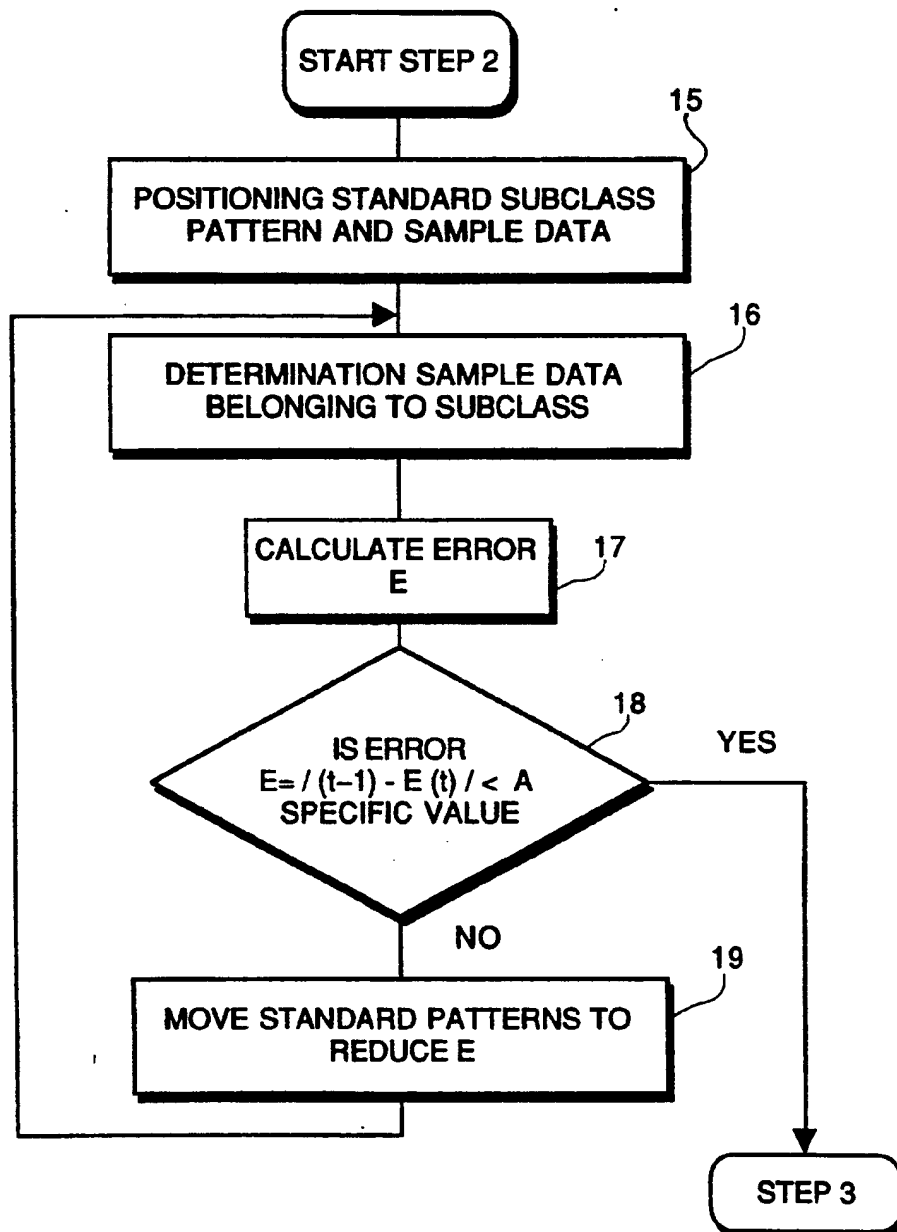 START STEP 2
15
POSITIONING STANDARD SUBCLASS
PATTERN AND SAMPLE DATA
16
DETERMINATION SAMPLE DATA
BELONGING TO SUBCLASS
CALCULATE ERROR
E
17
18
IS ERROR
E= / (t-1) - E (t) / < A
SPECIFIC VALUE
YES
NO
19
MOVE STANDARD PATTERNS TO
REDUCE E
STEP 3